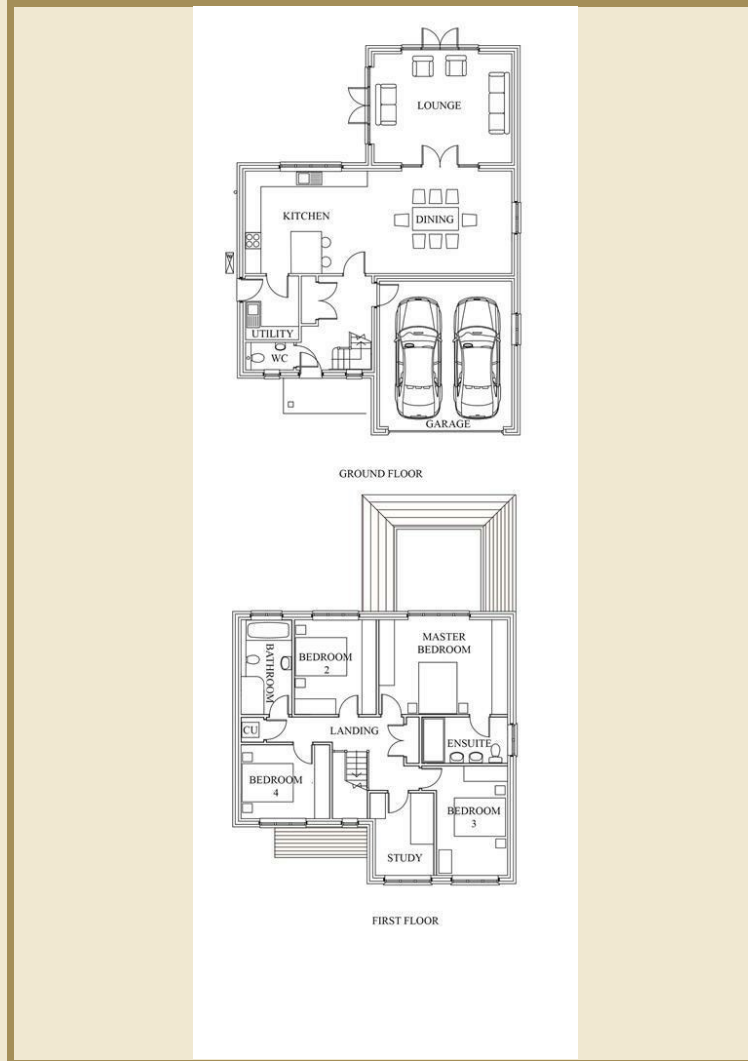 LOUNGE
KITCHEN
DINING
UTILITY
WC
GARAGE
GROUND FLOOR
MASTER
BEDROOM
BEDROOM
2
BATHROOM
LANDING
CU
ENSUITE
BEDROOM
4
BEDROOM
3
STUDY
FIRST FLOOR